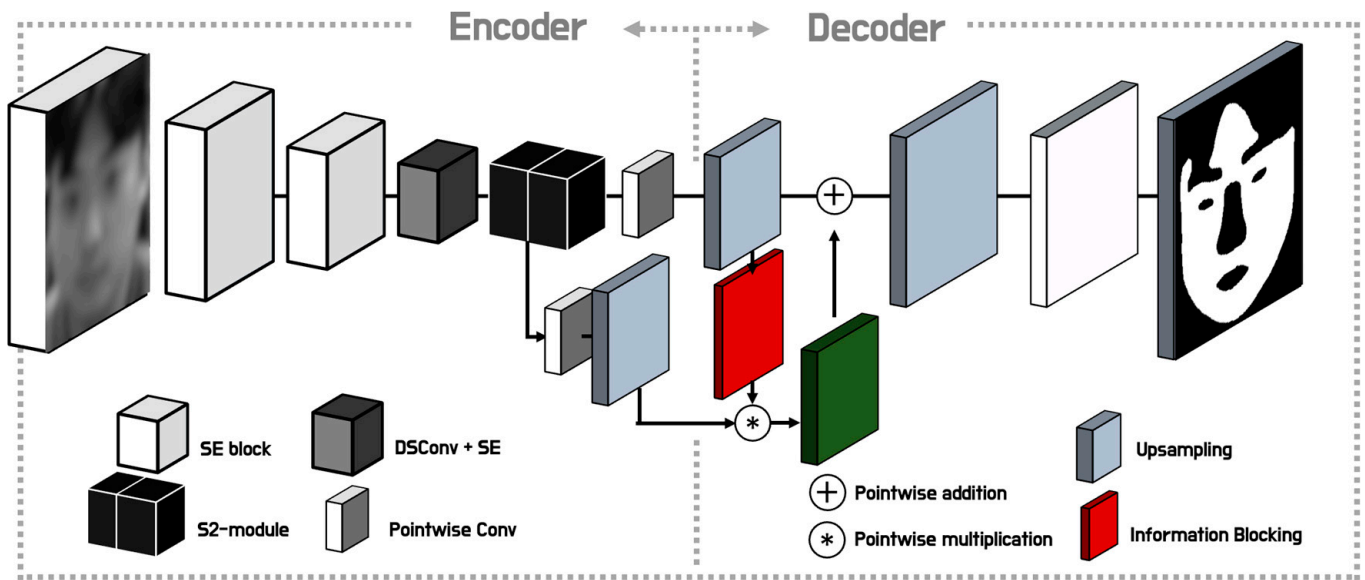 Encoder
Decoder
SE block
DSConv + SE
S2-module
Pointwise Conv
+
*
+ Pointwise addition
* Pointwise multiplication
Upsampling
Information Blocking